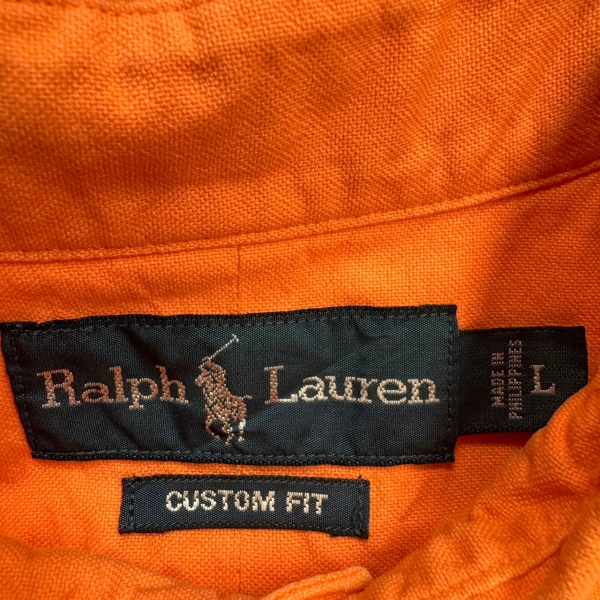 Ralph Lauren
MADE IN
PHILIPPINES
L
CUSTOM FIT